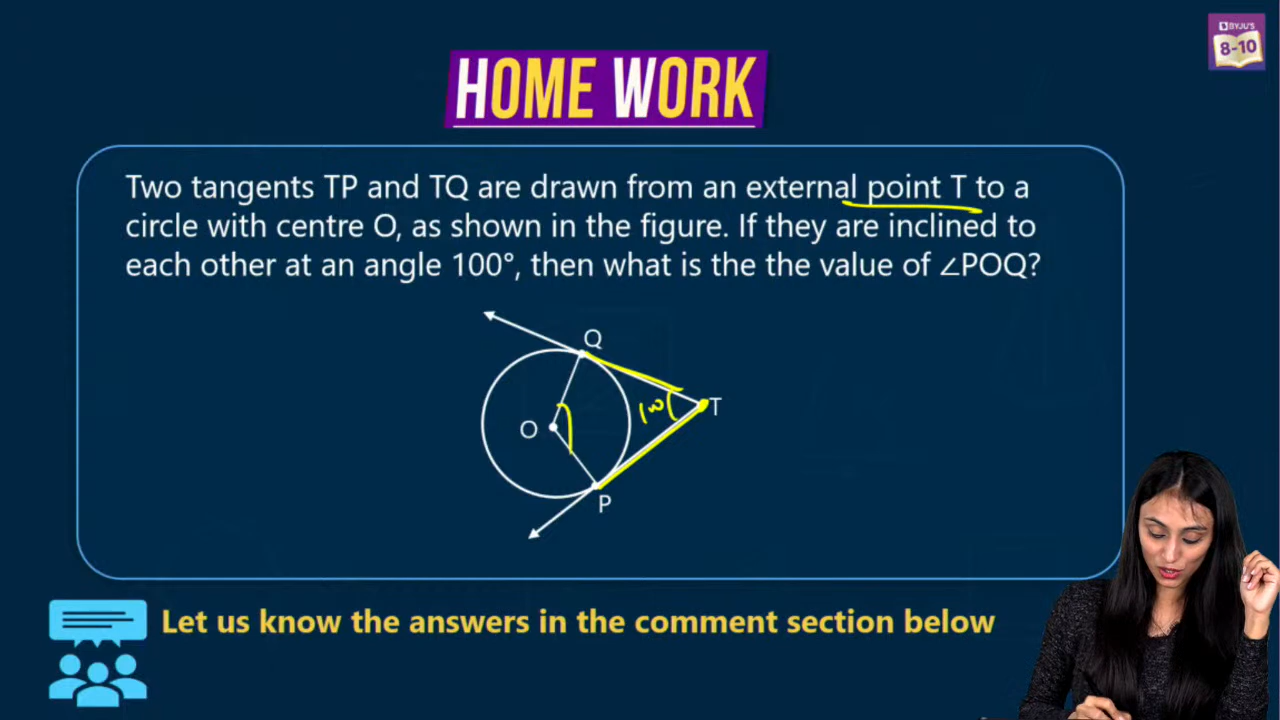 BYJU'S
8-10
HOME WORK
Two tangents TP and TQ are drawn from an external point T to a
circle with centre O, as shown in the figure. If they are inclined to
each other at an angle 100°, then what is the the value of ∠POQ?
Q
100
T
O
P
Let us know the answers in the comment section below